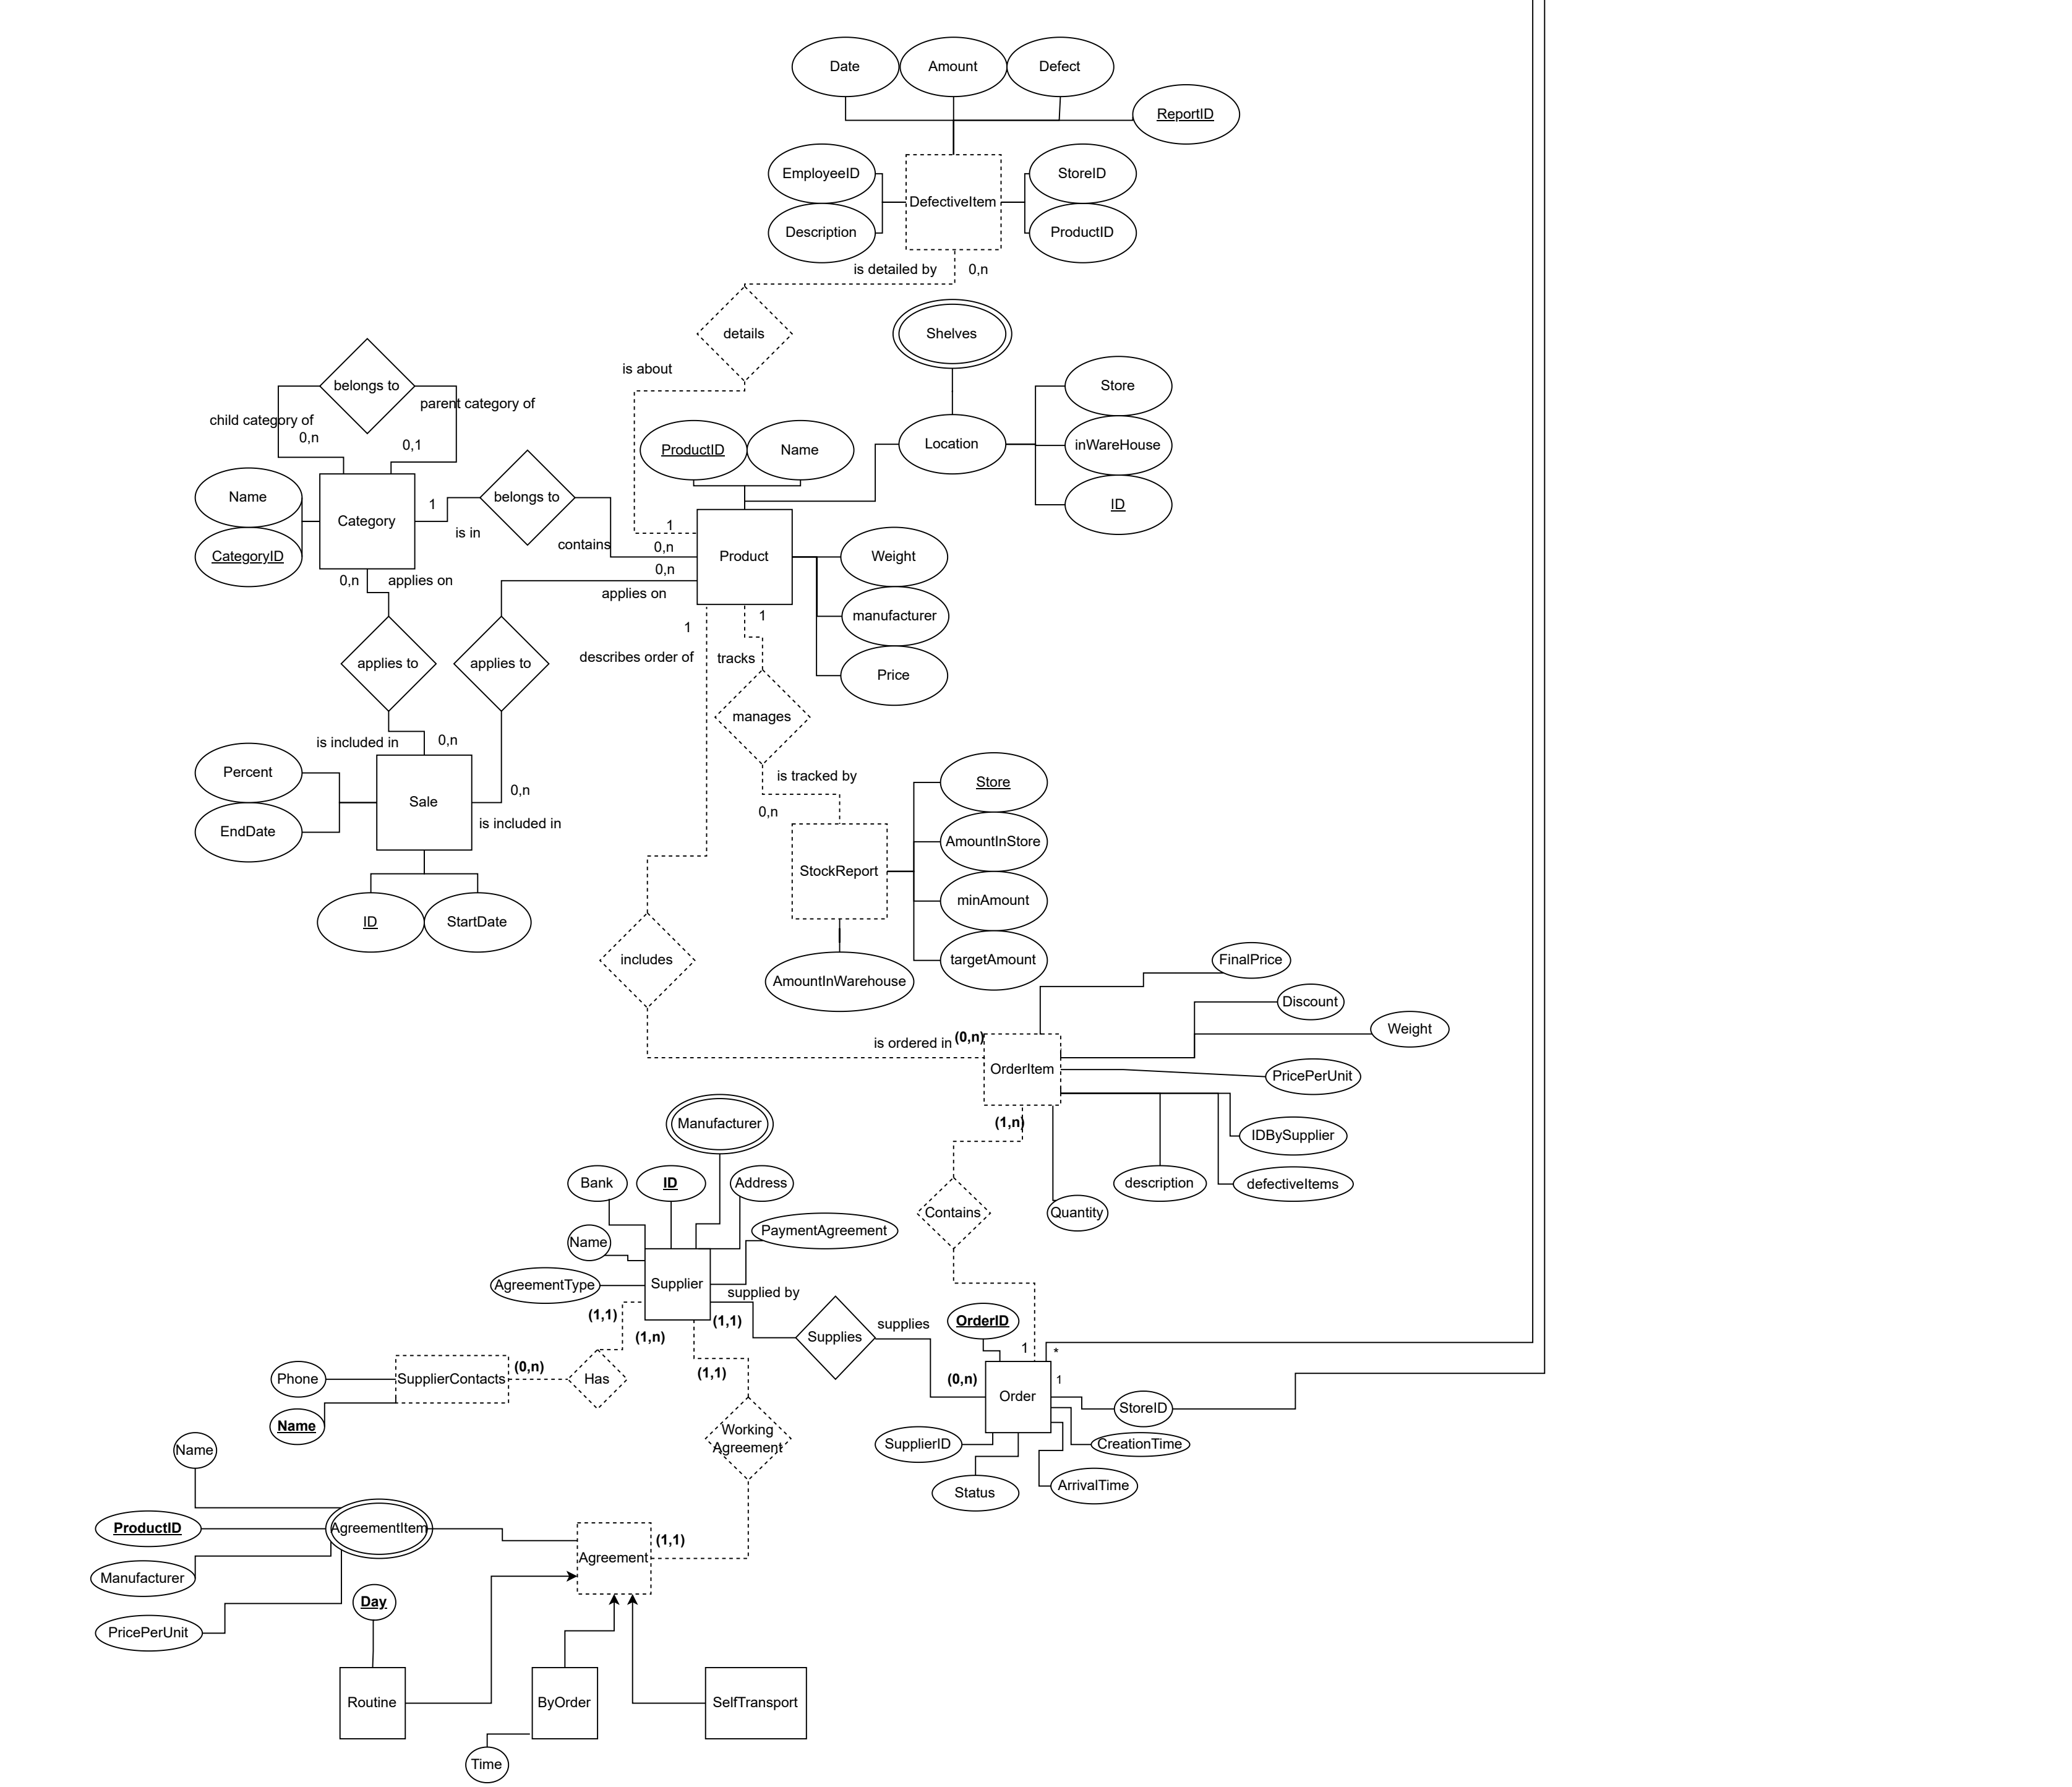 Date
Amount
Defect
ReportID
EmployeeID
StoreID
DefectiveItem
Description
ProductID
is detailed by
0,n
details
Shelves
is about
belongs to
Store
child category of
parent category of
0,n
0,1
ProductID
Name
Location
inWareHouse
ID
Name
Category
CategoryID
1
is in
belongs to
contains
1
0,n
Product
0,n
applies on
Weight
manufacturer
Price
0,n
applies on
applies to
applies to
1
describes order of
1
tracks
manages
is included in
0,n
is tracked by
0,n
Percent
Sale
EndDate
0,n
is included in
ID
StartDate
Store
AmountInStore
StockReport
minAmount
targetAmount
AmountInWarehouse
includes
FinalPrice
Discount
Weight
is ordered in
(0,n)
OrderItem
PricePerUnit
(1,n)
IDBySupplier
description
defectiveItems
Quantity
Contains
Manufacturer
Bank
ID
Address
Name
PaymentAgreement
AgreementType
Supplier
supplied by
(1,1)
(1,n)
(1,1)
Supplies
supplies
OrderID
1
*
(0,n)
Order
1
StoreID
SupplierID
CreationTime
Status
ArrivalTime
Phone
SupplierContacts
(0,n)
Has
(1,1)
Name
Working
Agreement
Name
ProductID
AgreementItem
Manufacturer
Agreement
(1,1)
Day
PricePerUnit
Routine
ByOrder
SelfTransport
Time